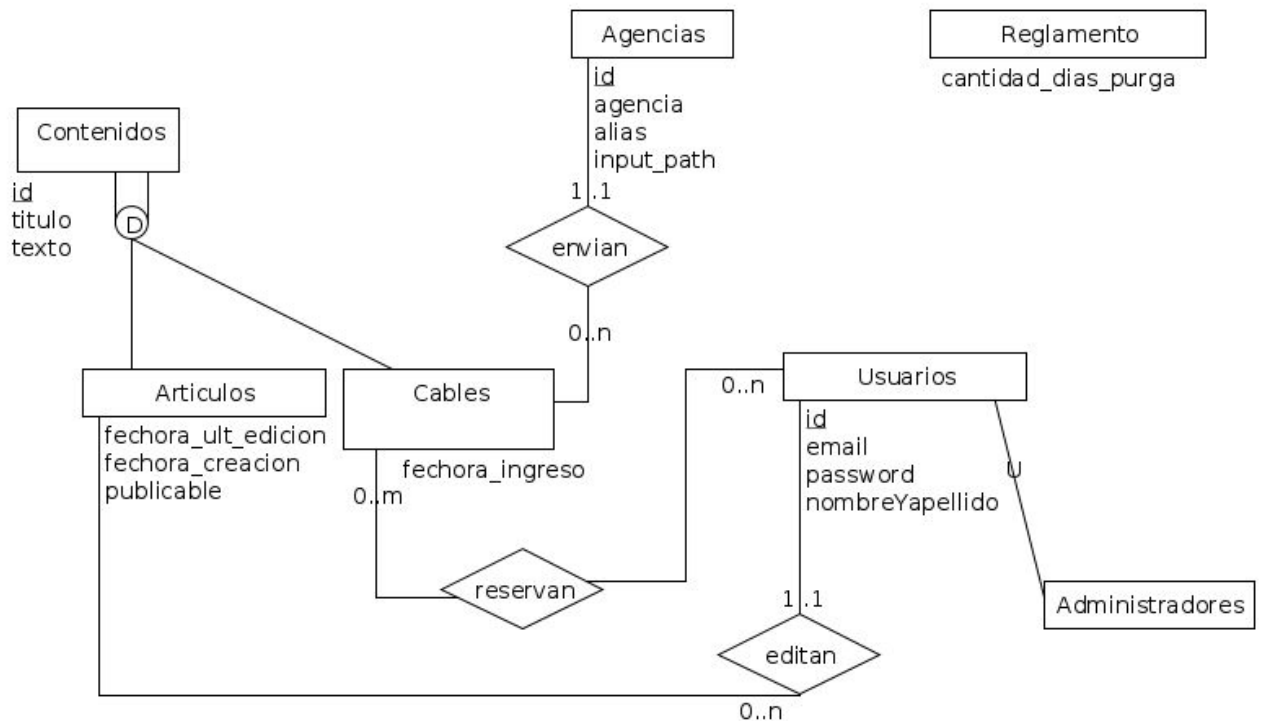 Agencias
id
agencia
alias
input_path
1..1
envian
0..n
Reglamento
cantidad_dias_purga
Contenidos
id
titulo
texto
D
Articulos
fechora_ult_edicion
fechora_creacion
publicable
Cables
fechora_ingreso
0..m
reservan
0..n
Usuarios
id
email
password
nombreYapellido
U
Administradores
1..1
editan
0..n